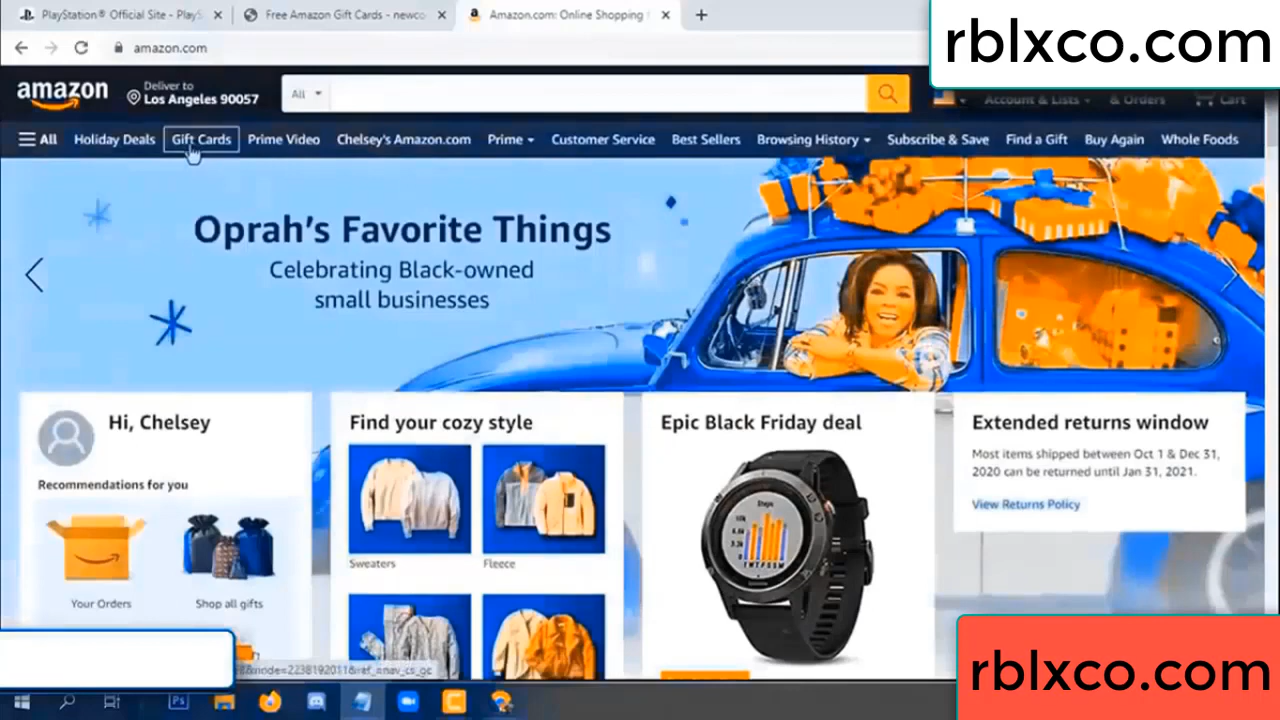 PlayStation® Official Site - PlayS
Free Amazon Gift Cards - newco
Amazon.com: Online Shopping
amazon.com
rblxco.com
amazon
Deliver to
Los Angeles 90057
All
Account & Lists
& Orders
Cart
All
Holiday Deals
Gift Cards
Prime Video
Chelsey's Amazon.com
Prime
Customer Service
Best Sellers
Browsing History
Subscribe & Save
Find a Gift
Buy Again
Whole Foods
Oprah's Favorite Things
Celebrating Black-owned
small businesses
Hi, Chelsey
Recommendations for you
Your Orders
Shop all gifts
Find your cozy style
Sweaters
Fleece
Epic Black Friday deal
Steps
Extended returns window
Most items shipped between Oct 1 & Dec 31,
2020 can be returned until Jan 31, 2021.
View Returns Policy
Ps
rblxco.com